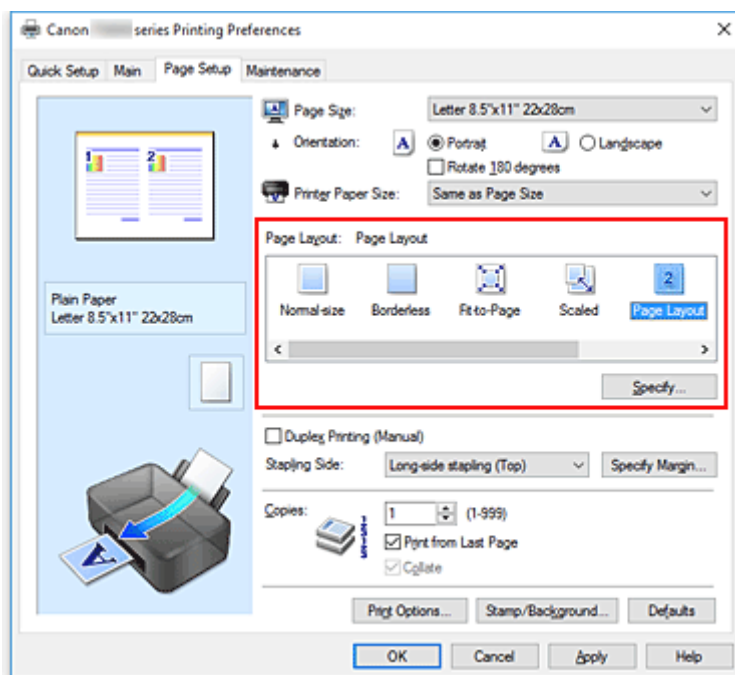 Canon series Printing Preferences
Quick Setup Main Page Setup Maintenance
1 2
Page Size: Letter 8.5"x11" 22x28cm
Orientation: A Portrait A Landscape
Rotate 180 degrees
Printer Paper Size: Same as Page Size
Page Layout: Page Layout
2
Normal-size Borderless Fit-to-Page Scaled Page Layout
Specify...
Plain Paper
Letter 8.5"x11" 22x28cm
Duplex Printing (Manual)
Stapling Side: Long-side stapling (Top) Specify Margin...
Copies: 1 (1-999)
Print from Last Page
Collate
A
Print Options... Stamp/Background... Defaults
OK Cancel Apply Help